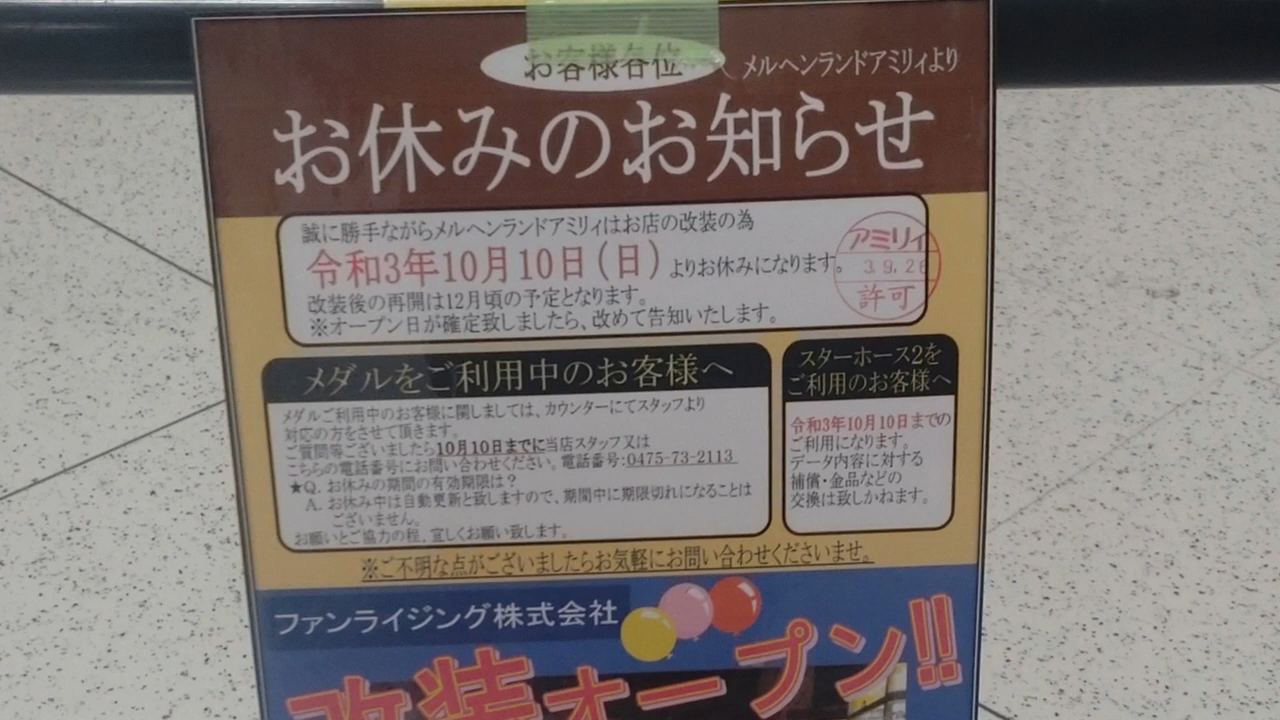 お客様各位
メルヘンランドアミリィより
お休みのお知らせ
誠に勝手ながらメルヘンランドアミリィはお店の改装の為
令和3年10月10日(日)よりお休みになります。
改装後の再開は12月頃の予定となります。
※オープン日が確定致しましたら、改めて告知いたします。
アミリィ
3.9.26
許可
メダルをご利用中のお客様へ
メダルご利用中のお客様に関しましては、カウンターにてスタッフより
対応の方をさせて頂きます。
ご質問等ございましたら10月10日までに当店スタッフ又は
こちらの電話番号にお問い合わせください。電話番号:0475-73-2113
★Q. お休みの期間の有効期限は?
A. お休み中は自動更新と致しますので、期間中に期限切れになることは
ございません。
お願いとご協力の程、宜しくお願い致します。
スターホース2を
ご利用のお客様へ
令和3年10月10日までの
ご利用になります。
データ内容に対する
補償・金品などの
交換は致しかねます。
※ご不明な点がございましたらお気軽にお問い合わせくださいませ。
ファンライジング株式会社
改装オープン!!